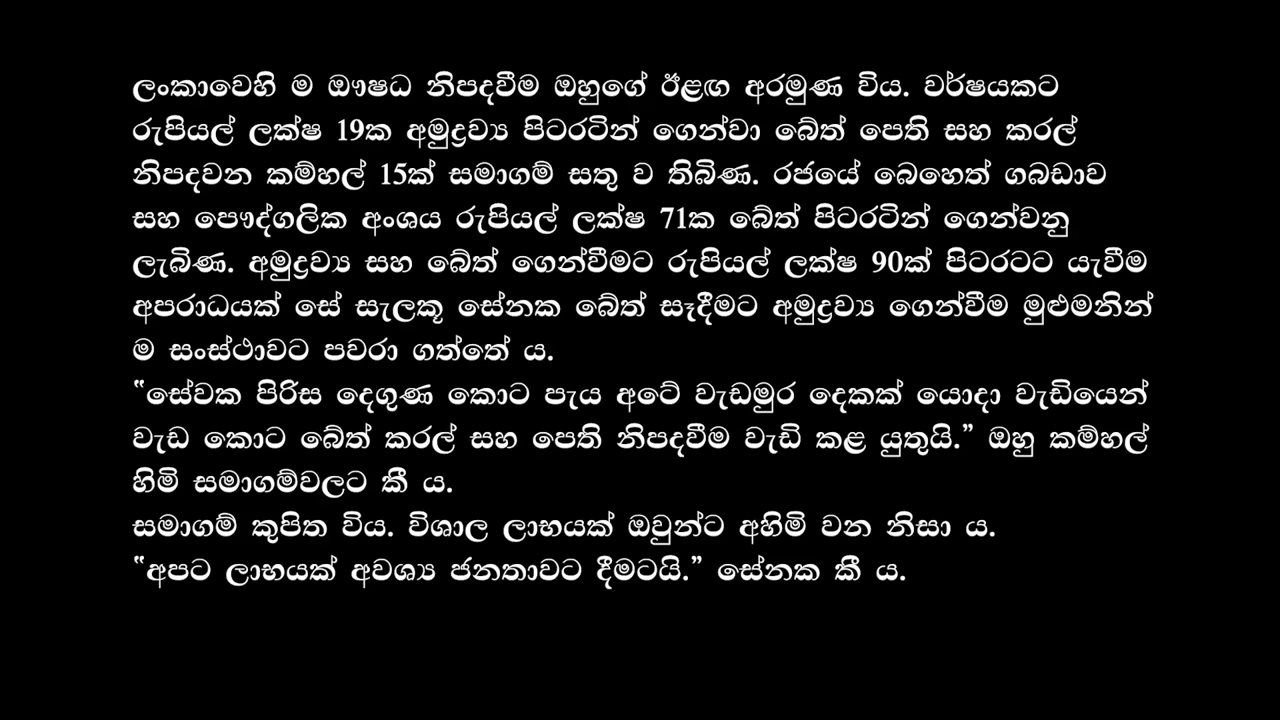 ලංකාවෙහි ම ඖෂධ නිපදවීම ඔහුගේ ඊළඟ අරමුණ විය. වර්ෂයකට
රුපියල් ලක්ෂ 19ක අමුද්‍රව්‍ය පිටරටින් ගෙන්වා බේත් පෙති සහ කරල්
නිපදවන කම්හල් 15ක් සමාගම් සතු ව තිබිණ. රජයේ බෙහෙත් ගබඩාව
සහ පෞද්ගලික අංශය රුපියල් ලක්ෂ 71ක බේත් පිටරටින් ගෙන්වනු
ලැබිණ. අමුද්‍රව්‍ය සහ බේත් ගෙන්වීමට රුපියල් ලක්ෂ 90ක් පිටරටට යැවීම
අපරාධයක් සේ සැලකූ සේනක බේත් සෑදීමට අමුද්‍රව්‍ය ගෙන්වීම මුළුමනින්
ම සංස්ථාවට පවරා ගත්තේ ය.
“සේවක පිරිස දෙගුණ කොට පැය අටේ වැඩමුර දෙකක් යොදා වැඩියෙන්
වැඩ කොට බේත් කරල් සහ පෙති නිපදවීම වැඩි කළ යුතුයි.” ඔහු කම්හල්
හිමි සමාගම්වලට කී ය.
සමාගම් කුපිත විය. විශාල ලාභයක් ඔවුන්ට අහිමි වන නිසා ය.
“අපට ලාභයක් අවශ්‍ය ජනතාවට දීමටයි.” සේනක කී ය.